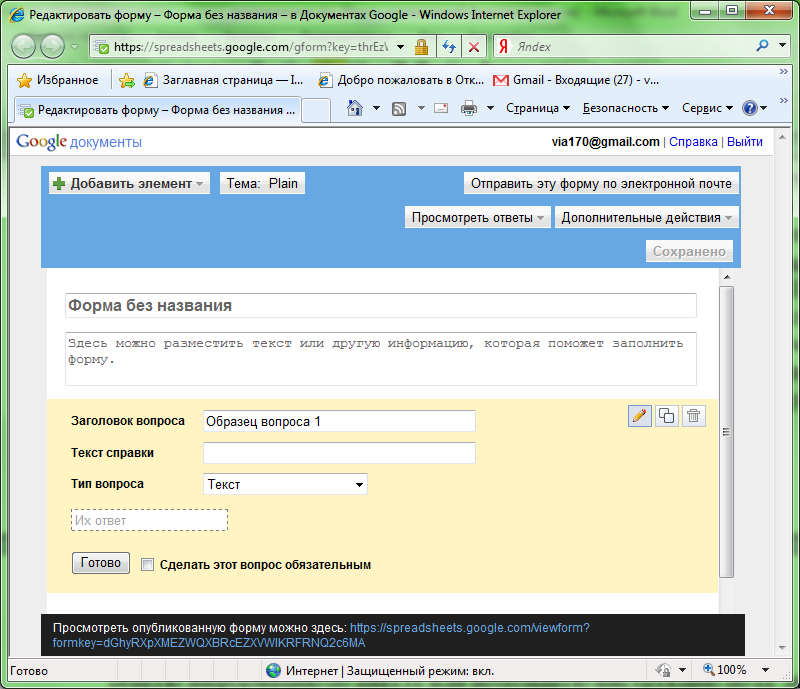 Редактировать форму – Форма без названия – в Документах Google - Windows Internet Explorer
https://spreadsheets.google.com/gform?key=thrEzV
Яndex
Избранное
Заглавная страница — I...
Добро пожаловать в Отк...
Gmail - Входящие (27) - v...
Редактировать форму – Форма без названия ...
Страница
Безопасность
Сервис
Google документы
via170@gmail.com | Справка | Выйти
Добавить элемент
Тема: Plain
Отправить эту форму по электронной почте
Просмотреть ответы
Дополнительные действия
Сохранено
Форма без названия
Здесь можно разместить текст или другую информацию, которая поможет заполнить
форму.
Заголовок вопроса
Образец вопроса 1
Текст справки
Тип вопроса
Текст
Их ответ
Готово
Сделать этот вопрос обязательным
Просмотреть опубликованную форму можно здесь: https://spreadsheets.google.com/viewform?
formkey=dGhyRXpXMEZWQXBRcEZXVWlKRFRNQ2c6MA
Готово
Интернет | Защищенный режим: вкл.
100%